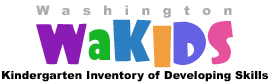 Washington
WaKIDS
Kindergarten Inventory of Developing Skills